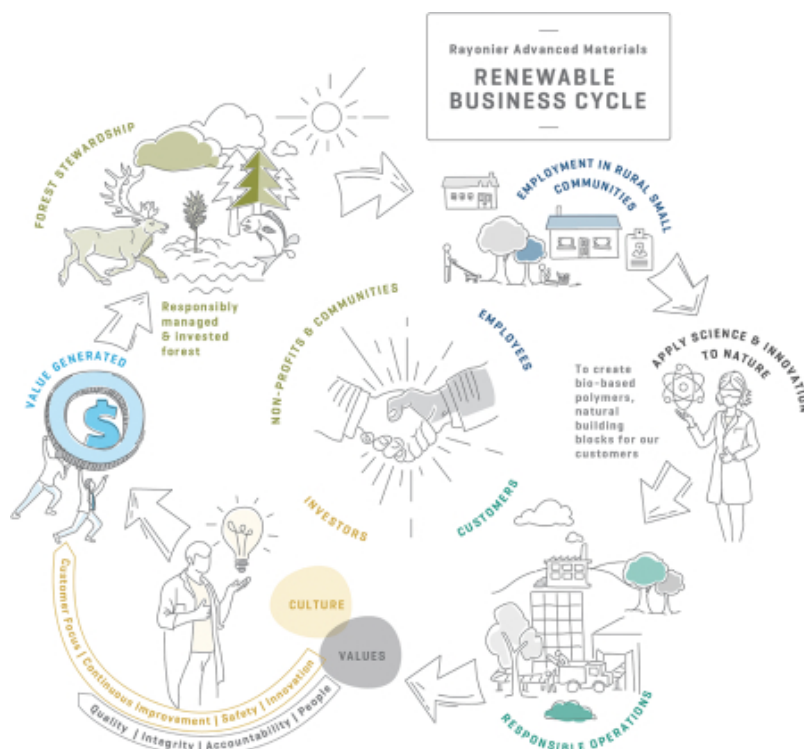 Rayonier Advanced Materials
RENEWABLE
BUSINESS CYCLE
FOREST STEWARDSHIP
Responsibly
managed
& invested
forest
EMPLOYMENT IN RURAL SMALL
COMMUNITIES
APPLY SCIENCE & INNOVATION
TO NATURE
To create
bio-based
polymers,
natural
building
blocks for our
customers
NON-PROFITS & COMMUNITIES
EMPLOYEES
INVESTORS
CUSTOMERS
VALUE GENERATED
CULTURE
VALUES
Customer Focus | Continuous Improvement | Safety | Innovation
Quality | Integrity | Accountability | People
RESPONSIBLE OPERATIONS
$